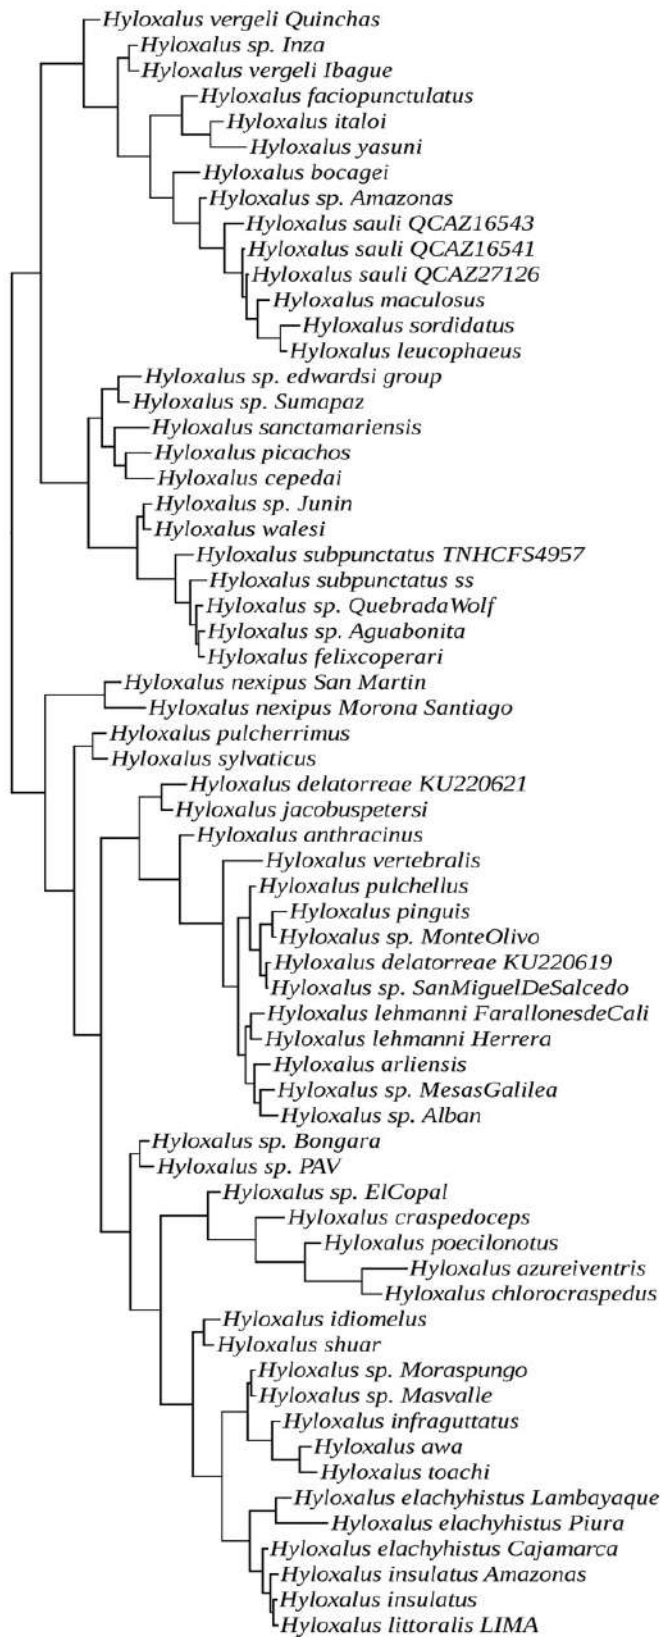 Hyloxalus vergeli Quinchas
Hyloxalus sp. Inza
Hyloxalus vergeli Ibague
Hyloxalus faciopunctulatus
Hyloxalus italoi
Hyloxalus yasuni
Hyloxalus bocagei
Hyloxalus sp. Amazonas
Hyloxalus sauli QCAZ16543
Hyloxalus sauli QCAZ16541
Hyloxalus sauli QCAZ27126
Hyloxalus maculosus
Hyloxalus sordidatus
Hyloxalus leucophaeus
Hyloxalus sp. edwardsi group
Hyloxalus sp. Sumapaz
Hyloxalus sanctamariensis
Hyloxalus picachos
Hyloxalus cepedai
Hyloxalus sp. Junin
Hyloxalus walesi
Hyloxalus subpunctatus TNHCFS4957
Hyloxalus subpunctatus ss
Hyloxalus sp. QuebradaWolf
Hyloxalus sp. Aguabonita
Hyloxalus felixcoperari
Hyloxalus nexipus San Martin
Hyloxalus nexipus Morona Santiago
Hyloxalus pulcherrimus
Hyloxalus sylvaticus
Hyloxalus delatorreae KU220621
Hyloxalus jacobuspetersi
Hyloxalus anthracinus
Hyloxalus vertebralis
Hyloxalus pulchellus
Hyloxalus pinguis
Hyloxalus sp. MonteOlivo
Hyloxalus delatorreae KU220619
Hyloxalus sp. SanMiguelDeSalcedo
Hyloxalus lehmanni FarallonesdeCali
Hyloxalus lehmanni Herrera
Hyloxalus arliensis
Hyloxalus sp. MesasGalilea
Hyloxalus sp. Alban
Hyloxalus sp. Bongara
Hyloxalus sp. PAV
Hyloxalus sp. ElCopal
Hyloxalus craspedoceps
Hyloxalus poecilonotus
Hyloxalus azureiventris
Hyloxalus chlorocraspedus
Hyloxalus idiomelus
Hyloxalus shuar
Hyloxalus sp. Moraspungo
Hyloxalus sp. Masvalle
Hyloxalus infraguttatus
Hyloxalus awa
Hyloxalus toachi
Hyloxalus elachyhistus Lambayaque
Hyloxalus elachyhistus Piura
Hyloxalus elachyhistus Cajamarca
Hyloxalus insulatus Amazonas
Hyloxalus insulatus
Hyloxalus littoralis LIMA